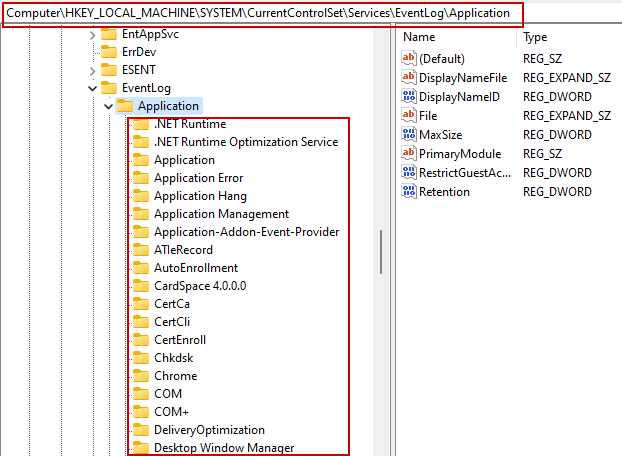 Computer\HKEY_LOCAL_MACHINE\SYSTEM\CurrentControlSet\Services\EventLog\Application
EntAppSvc
ErrDev
ESENT
EventLog
Application
.NET Runtime
.NET Runtime Optimization Service
Application
Application Error
Application Hang
Application Management
Application-Addon-Event-Provider
ATIeRecord
AutoEnrollment
CardSpace 4.0.0.0
CertCa
CertCli
CertEnroll
Chkdsk
Chrome
COM
COM+
DeliveryOptimization
Desktop Window Manager
Name Type
(Default) REG_SZ
DisplayNameFile REG_EXPAND_SZ
DisplayNameID REG_DWORD
File REG_EXPAND_SZ
MaxSize REG_DWORD
PrimaryModule REG_SZ
RestrictGuestAc... REG_DWORD
Retention REG_DWORD